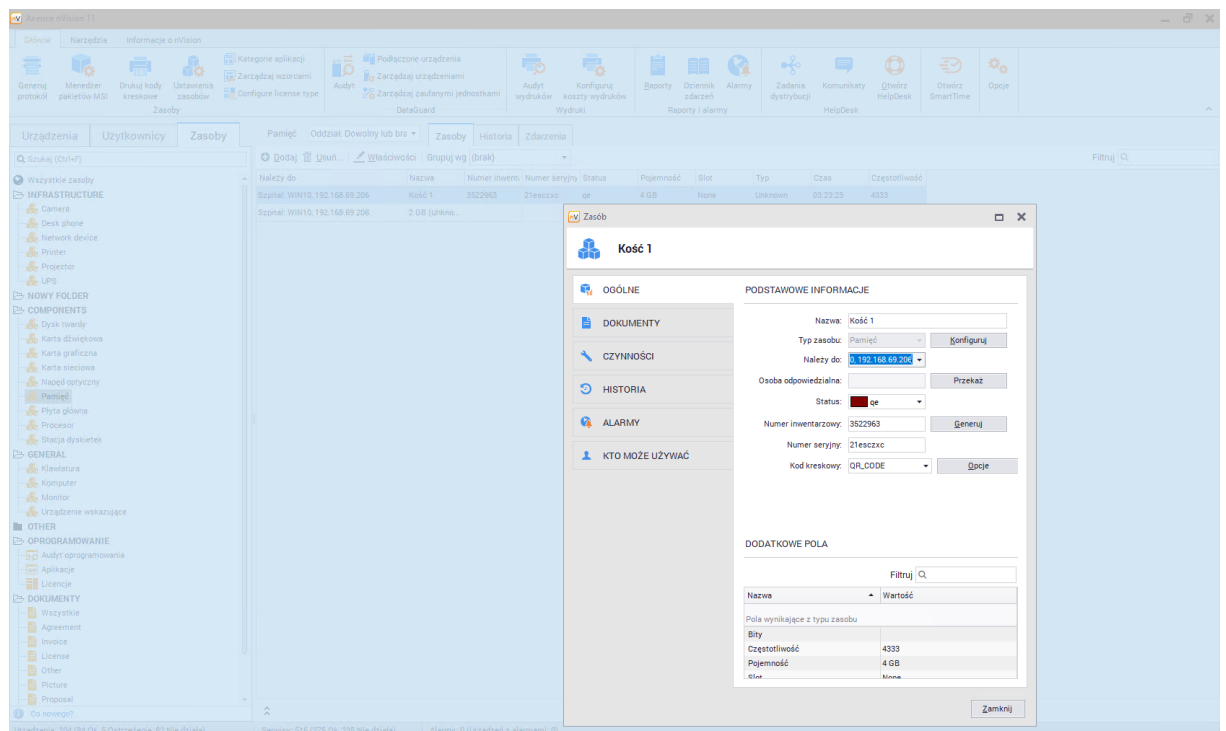 Axence nVision 11
Główne Narzędzie Informacje o nVision
Generuj protokół
Menedżer pakietów MSI
Drukuj kody kreskowe
Ustawienia zasobów
Kategorie aplikacji
Zarządzaj wzorcami
Configure license type
Zasoby
Audyt
Podłączone urządzenia
Zarządzaj urządzeniami
Zarządzaj zaufanymi jednostkami
DataGuard
Audyt wydruków
Konfiguruj koszty wydruków
Wydruki
Raporty
Dziennik zdarzeń
Alarmy
Raporty i alarmy
Zadania dystrybucji
Komunikaty
Otwórz HelpDesk
HelpDesk
Otwórz SmartTime
Opcje
Urządzenia Użytkownicy Zasoby
Pamięć Oddział: Dowolny lub bra
Zasoby Historia Zdarzenia
Szukaj (Ctrl+F)
Dodaj Usuń... Właściwości Grupuj wg (brak)
Filtruj
Wszystkie zasoby
INFRASTRUCTURE
Camera
Desk phone
Network device
Printer
Projector
UPS
NOWY FOLDER
COMPONENTS
Dysk twardy
Karta dźwiękowa
Karta graficzna
Karta sieciowa
Napęd optyczny
Pamięć
Płyta główna
Procesor
Stacja dyskietek
GENERAL
Klawiatura
Komputer
Monitor
Urządzenie wskazujące
OTHER
OPROGRAMOWANIE
Audyt oprogramowania
Aplikacje
Licencje
DOKUMENTY
Wszystkie
Agreement
Invoice
License
Other
Picture
Proposal
Co nowego?
Należy do Nazwa Numer inwent. Numer seryjny Status Pojemność Slot Typ Czas Częstotliwość
Szpital: WIN10, 192.168.69.206 Kość 1 3522963 21esczxc qe 4 GB None Unknown 03:23:23 4333
Szpital: WIN10, 192.168.69.206 2 GB (Unkno...
Zasób
Kość 1
OGÓLNE
DOKUMENTY
CZYNNOŚCI
HISTORIA
ALARMY
KTO MOŻE UŻYWAĆ
PODSTAWOWE INFORMACJE
Nazwa: Kość 1
Typ zasobu: Pamięć Konfiguruj
Należy do: 0, 192.168.69.206
Osoba odpowiedzialna: Przekaż
Status: qe
Numer inwentarzowy: 3522963 Generuj
Numer seryjny: 21esczxc
Kod kreskowy: QR_CODE Opcje
DODATKOWE POLA
Filtruj
Nazwa Wartość
Pola wynikające z typu zasobu
Bity
Częstotliwość 4333
Pojemność 4 GB
Slot None
Zamknij